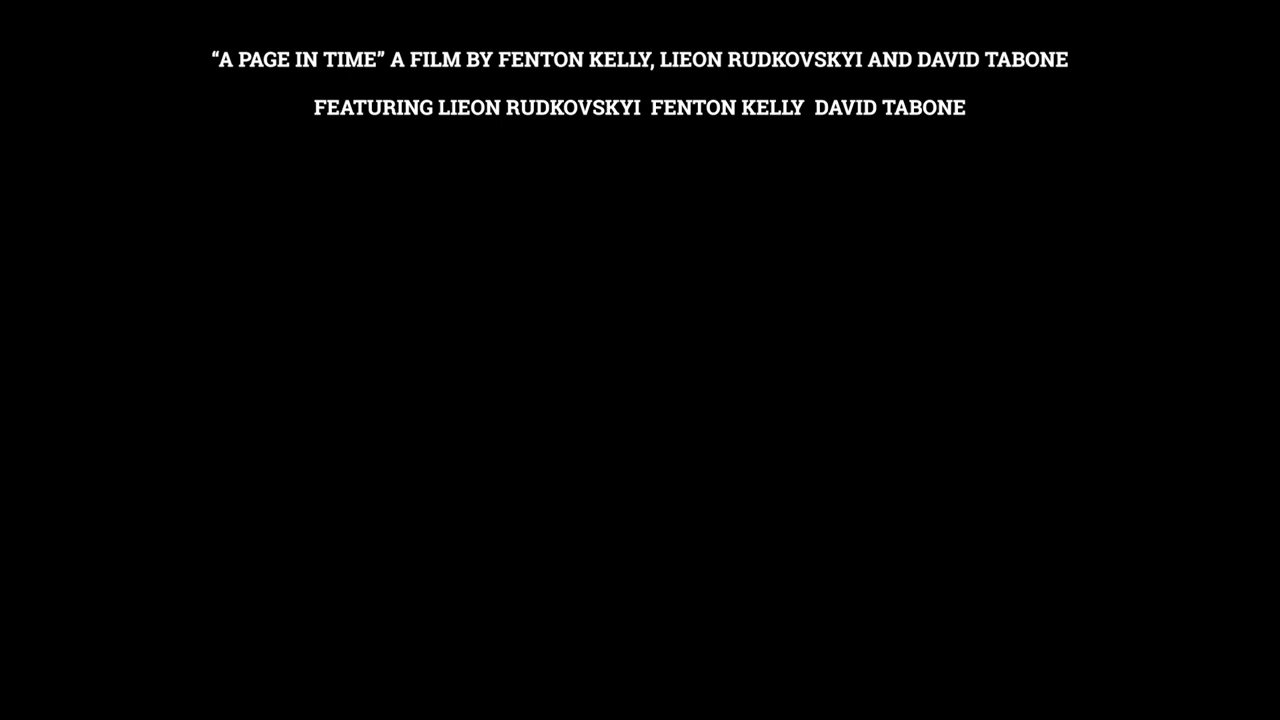 “A PAGE IN TIME” A FILM BY FENTON KELLY, LIEON RUDKOVSKYI AND DAVID TABONE
FEATURING LIEON RUDKOVSKYI  FENTON KELLY  DAVID TABONE